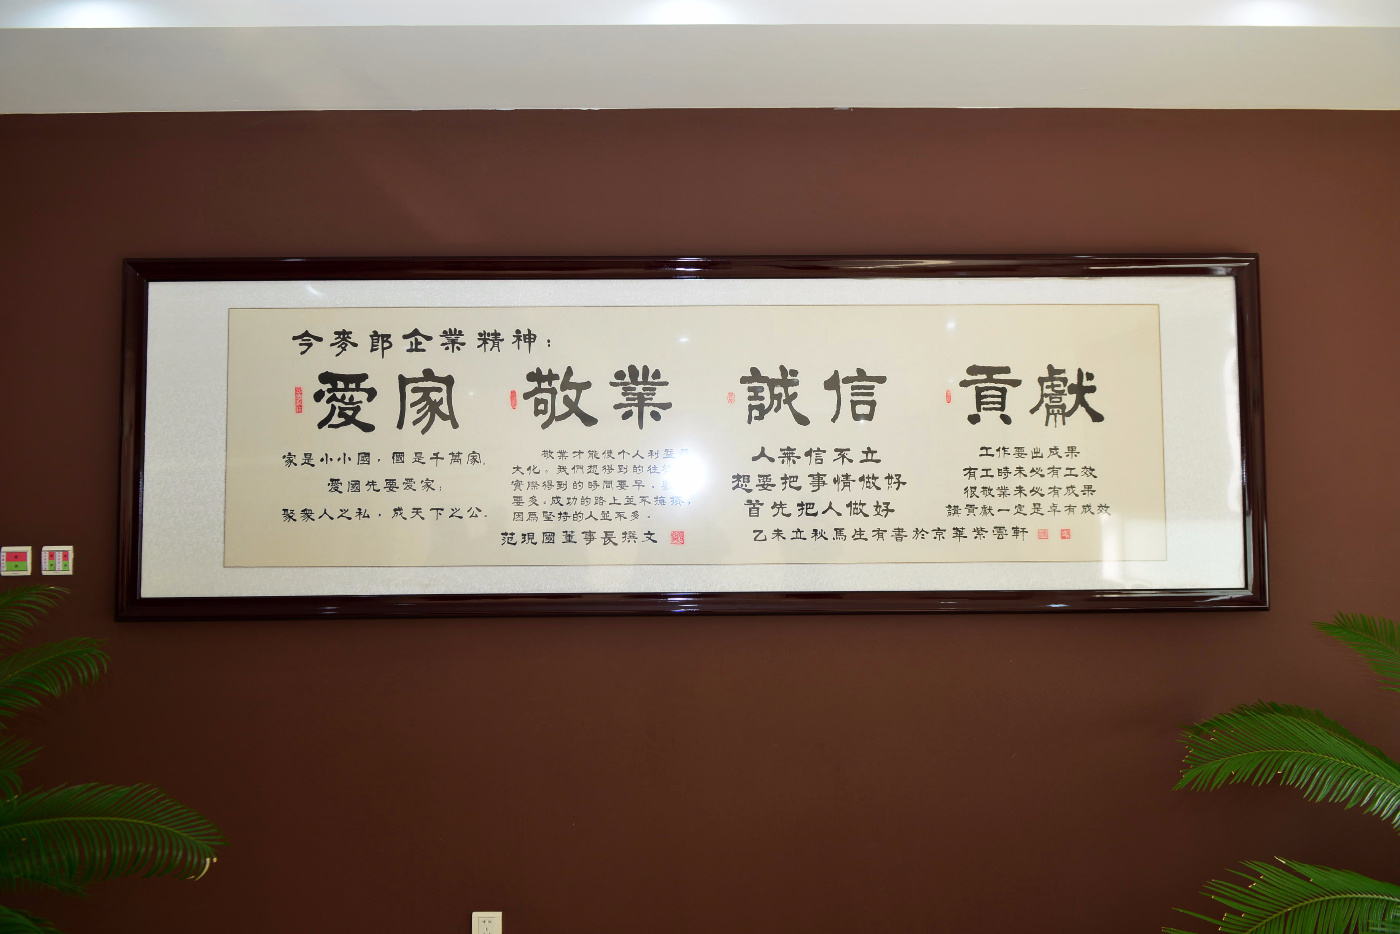 今麥郎企業精神：
愛家
家是小小國，國是千萬家，
愛國先要愛家；
聚衆人之私，成天下之公。
敬業
敬業才能使个人利益
大化。我們想得到的往
實際得到的時間要早，
要多。成功的路上並不擁擠，
因爲堅持的人並不多。
范現國董事長撰文
誠信
人無信不立
想要把事情做好
首先把人做好
貢獻
工作要出成果
有工時未必有工效
很敬業未必有成果
講貢獻一定是卓有成效
乙未立秋馬生有書於京華紫雲軒